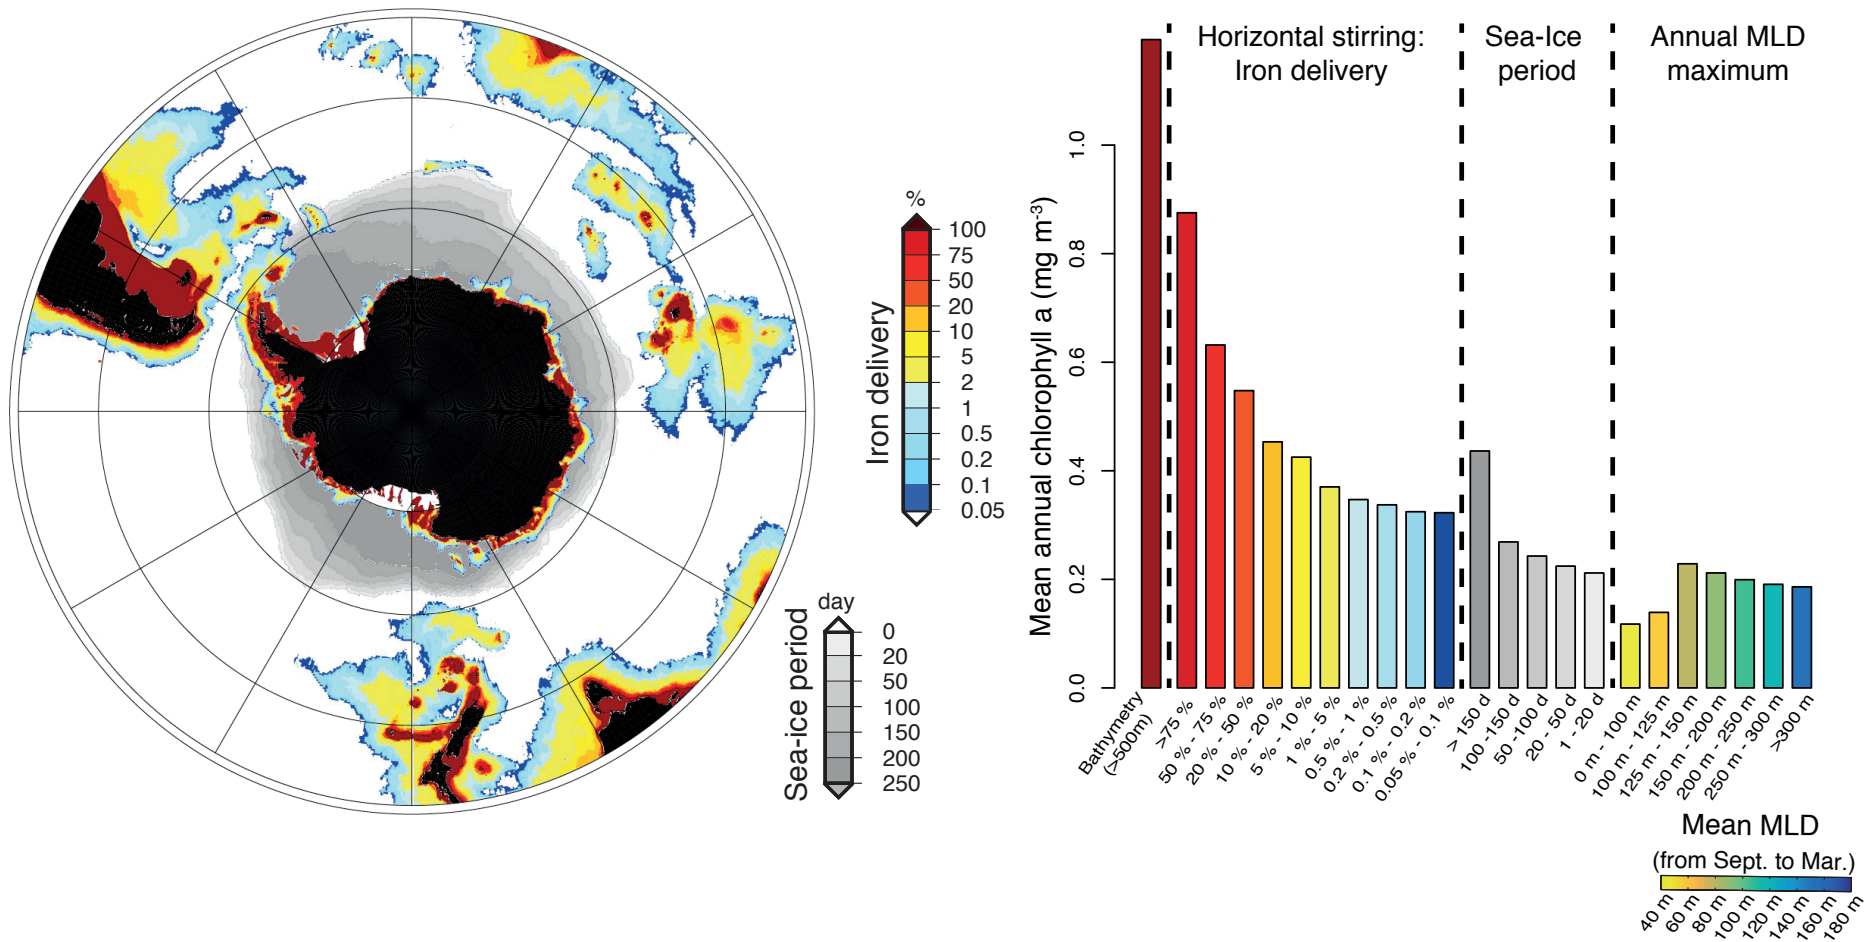 %
100
75
50
20
10
5
2
1
0.5
0.2
0.1
0.05
Iron delivery
day
0
20
50
100
150
200
250
Sea-ice period
Horizontal stirring:
Iron delivery
Sea-Ice
period
Annual MLD
maximum
Mean annual chlorophyll a (mg m-3)
1.0
0.8
0.6
0.4
0.2
0.0
Bathymetry
(>500m)
>75 %
50 % - 75 %
20 % - 50 %
10 % - 20 %
5 % - 10 %
1 % - 5 %
0.5 % - 1 %
0.2 % - 0.5 %
0.1 % - 0.2 %
0.05 % - 0.1 %
> 150 d
100 -150 d
50 -100 d
20 - 50 d
1 - 20 d
0 m - 100 m
100 m - 125 m
125 m - 150 m
150 m - 200 m
200 m - 250 m
250 m - 300 m
>300 m
Mean MLD
(from Sept. to Mar.)
40 m
60 m
80 m
100 m
120 m
140 m
160 m
180 m